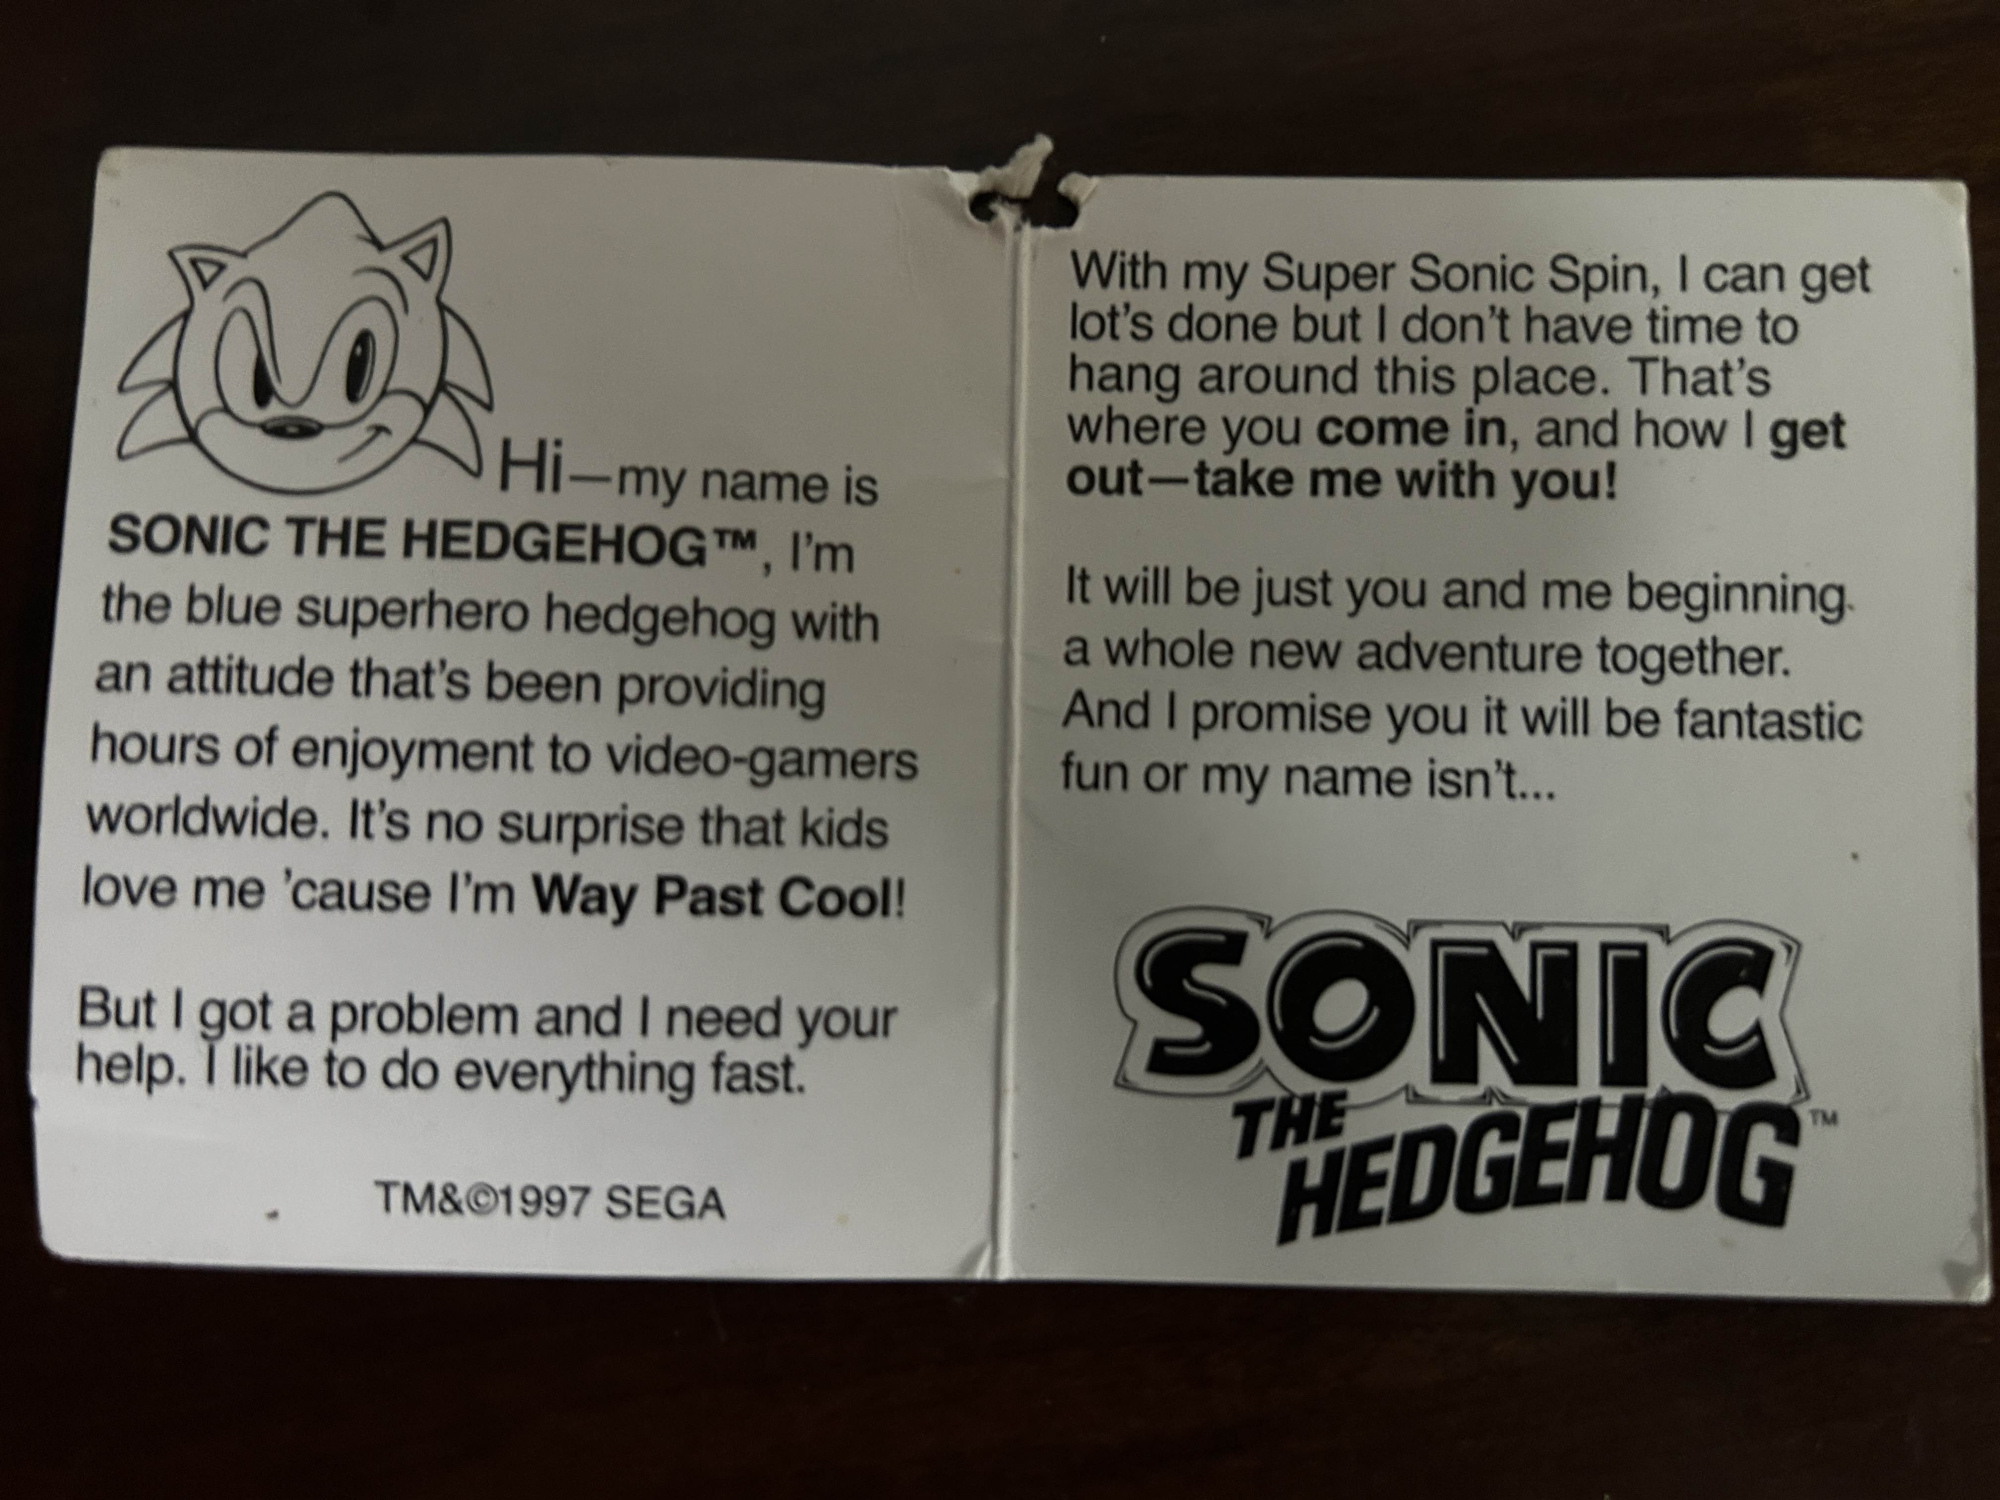 Hi—my name is
SONIC THE HEDGEHOG™, I'm
the blue superhero hedgehog with
an attitude that's been providing
hours of enjoyment to video-gamers
worldwide. It's no surprise that kids
love me 'cause I'm Way Past Cool!
But I got a problem and I need your
help. I like to do everything fast.
TM&©1997 SEGA
With my Super Sonic Spin, I can get
lot's done but I don't have time to
hang around this place. That's
where you come in, and how I get
out—take me with you!
It will be just you and me beginning
a whole new adventure together.
And I promise you it will be fantastic
fun or my name isn't...
SONIC
THE
HEDGEHOG™